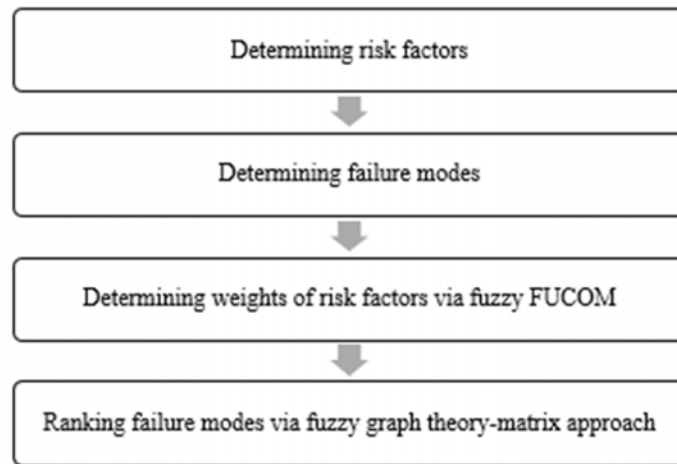 Determining risk factors
Determining failure modes
Determining weights of risk factors via fuzzy FUCOM
Ranking failure modes via fuzzy graph theory-matrix approach